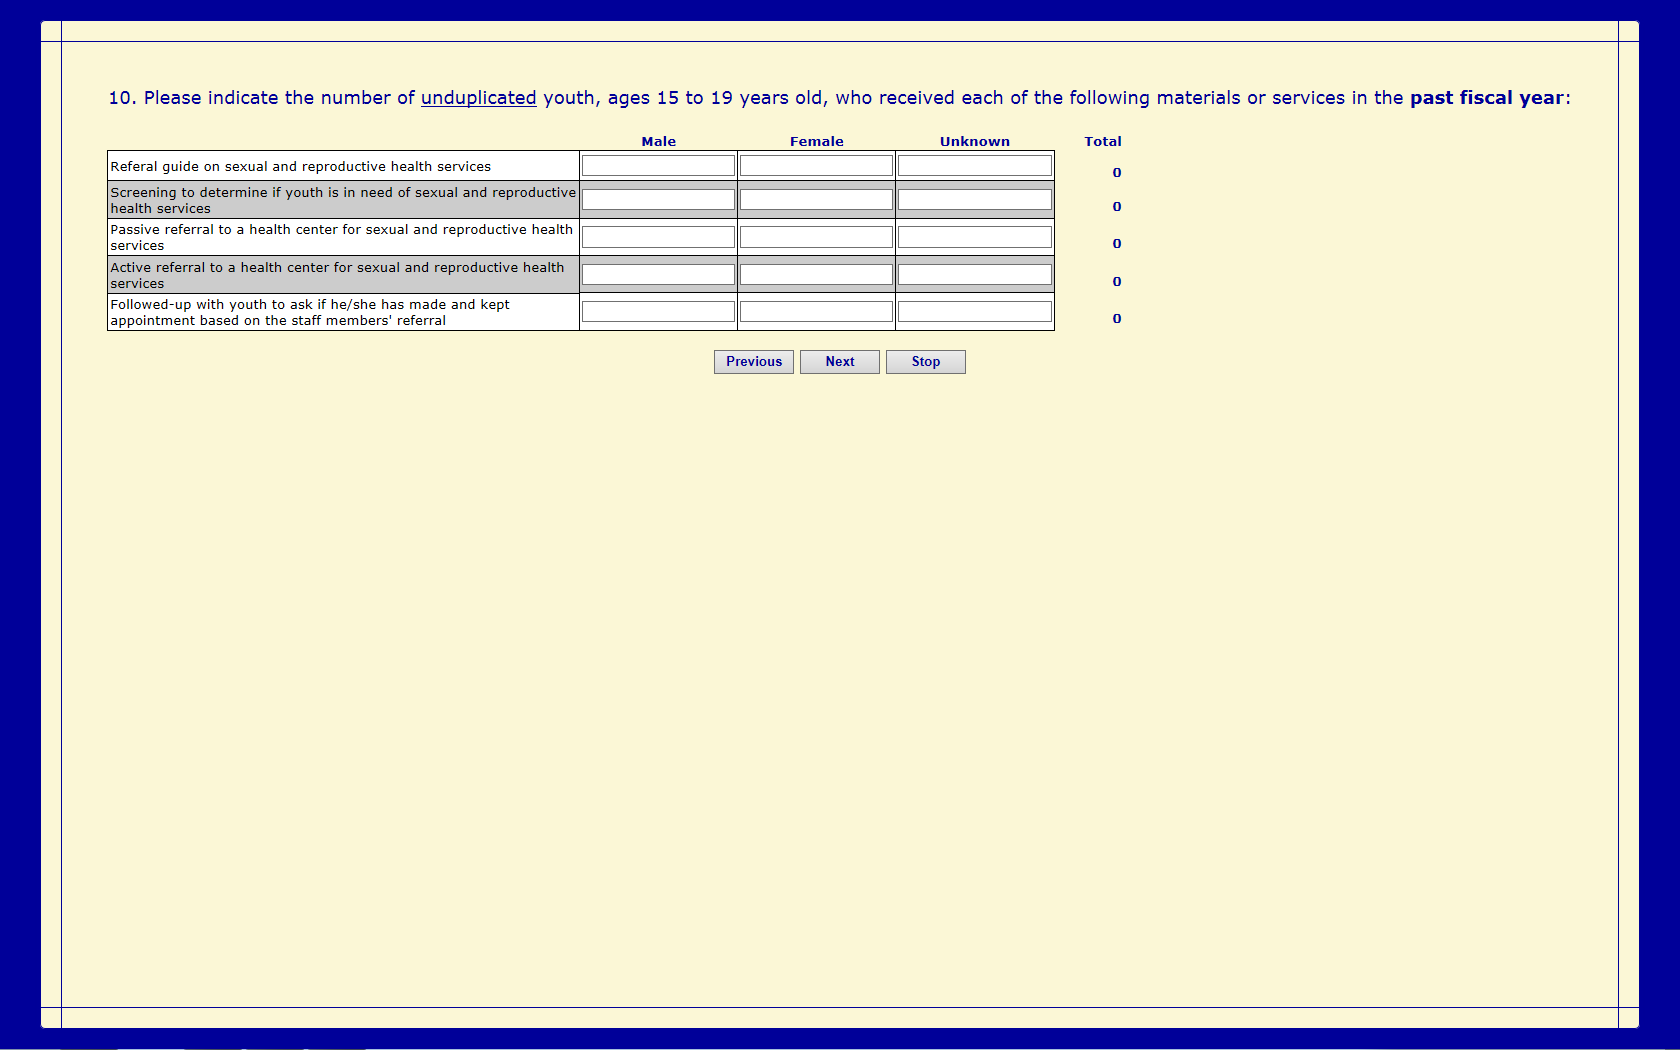 10. Please indicate the number of unduplicated youth, ages 15 to 19 years old, who received each of the following materials or services in the past fiscal year:
Male Female Unknown Total
Referal guide on sexual and reproductive health services 0
Screening to determine if youth is in need of sexual and reproductive
health services 0
Passive referral to a health center for sexual and reproductive health
services 0
Active referral to a health center for sexual and reproductive health
services 0
Followed-up with youth to ask if he/she has made and kept
appointment based on the staff members' referral 0
Previous Next Stop